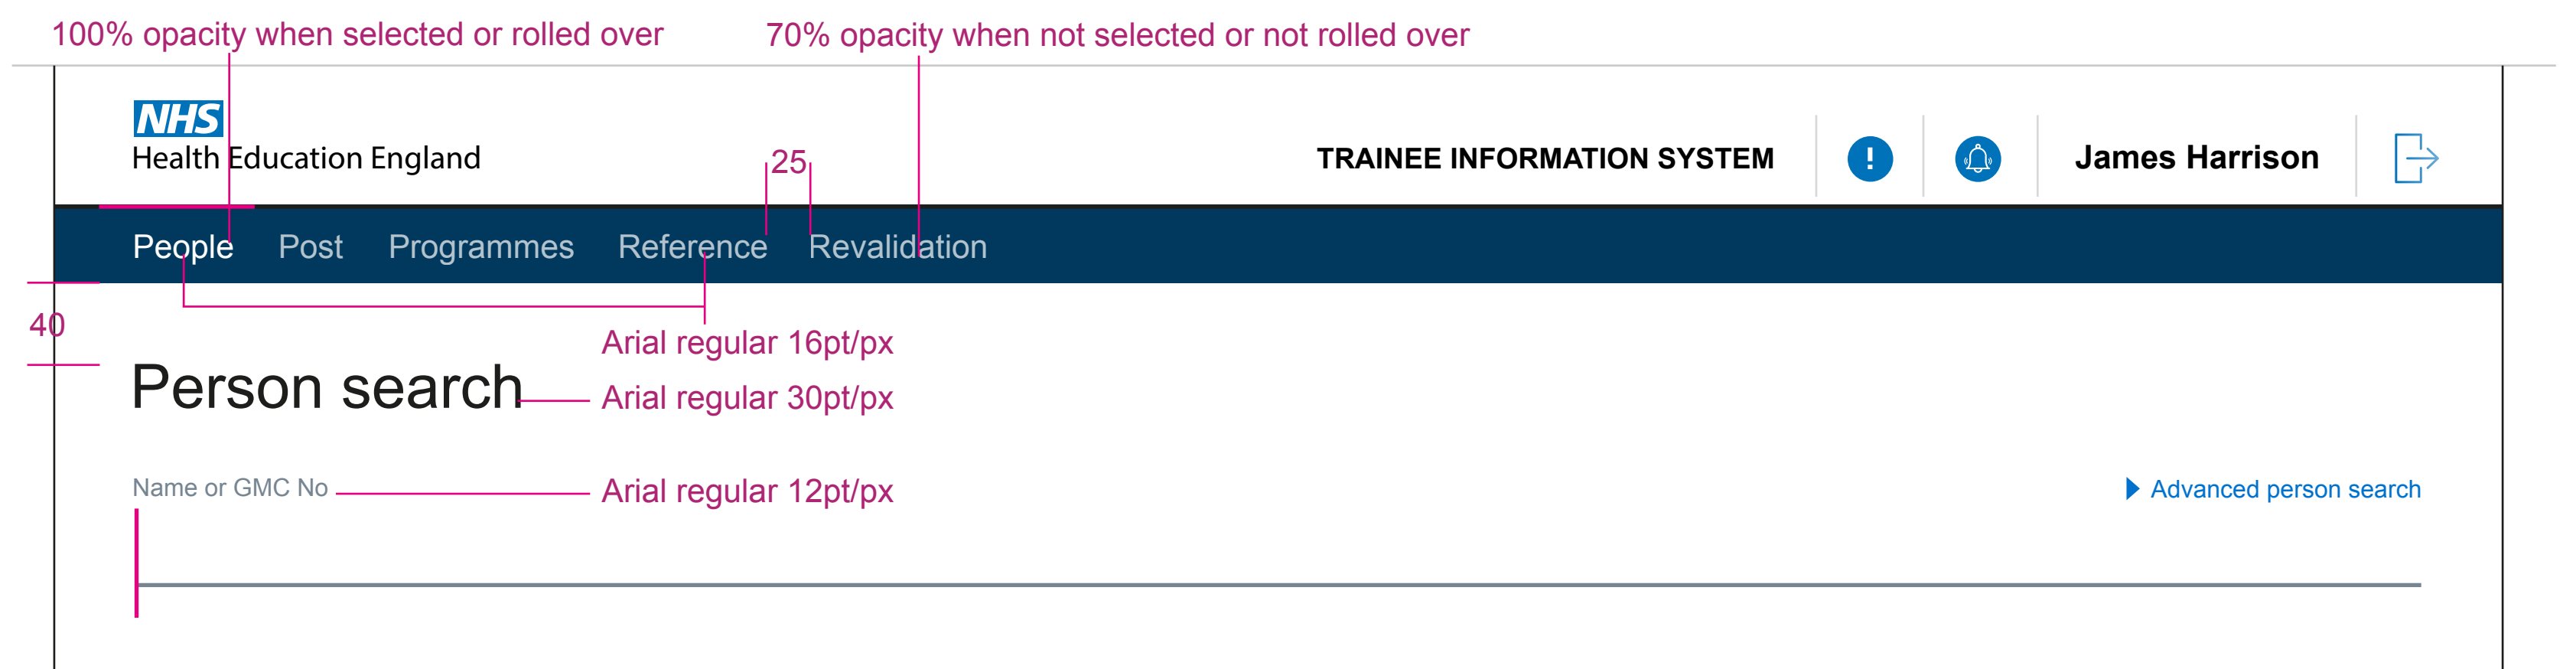 100% opacity when selected or rolled over
70% opacity when not selected or not rolled over
NHS
Health Education England
25
TRAINEE INFORMATION SYSTEM
!
James Harrison
People Post Programmes Reference Revalidation
40
Arial regular 16pt/px
Person search
Arial regular 30pt/px
Name or GMC No
Arial regular 12pt/px
Advanced person search